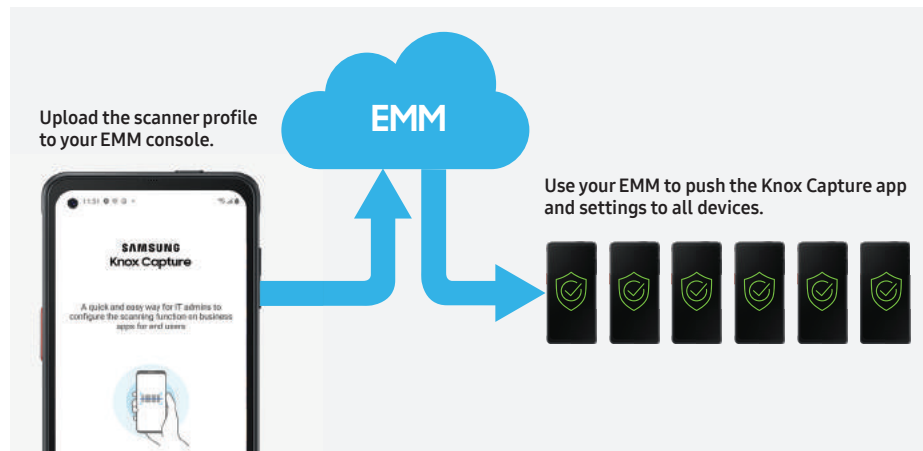 Upload the scanner profile
to your EMM console.
EMM
Use your EMM to push the Knox Capture app
and settings to all devices.
11:51
SAMSUNG
Knox Capture
A quick and easy way for IT admins to
configure the scanning function on business
apps for end users